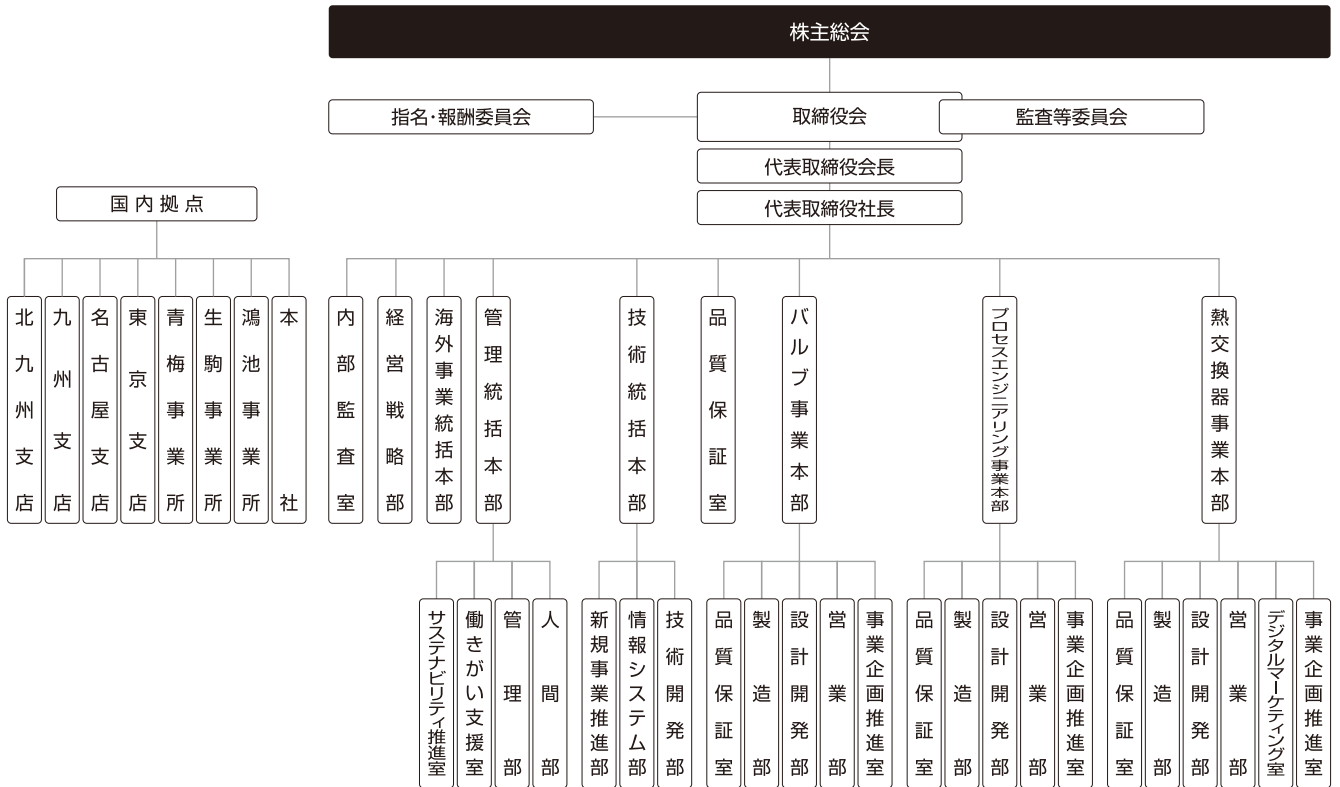 株主総会
指名・報酬委員会
取締役会
監査等委員会
代表取締役会長
代表取締役社長
国内拠点
北九州支店
九州支店
名古屋支店
東京支店
青梅事業所
生駒事業所
鴻池事業所
本社
内部監査室
経営戦略部
海外事業統括本部
管理統括本部
技術統括本部
品質保証室
バルブ事業本部
プロセスエンジニアリング事業本部
熱交換器事業本部
サステナビリティ推進室
働きがい支援室
管理部
人間部
新規事業推進部
情報システム部
技術開発部
品質保証室
製造部
設計開発部
営業部
事業企画推進室
品質保証室
製造部
設計開発部
営業部
事業企画推進室
品質保証室
製造部
設計開発部
営業部
デジタルマーケティング室
事業企画推進室